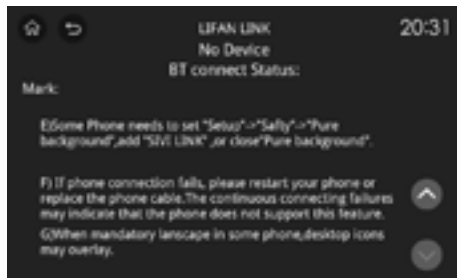 LIFAN LINK
20:31
No Device
BT connect Status:
Mark:
E)Some Phone needs to set "Setup"->"Safty"->"Pure
background",add "SIVI LINK" ,or close"Pure background".
F) If phone connection fails, please restart your phone or
replace the phone cable.The continuous connecting failures
may indicate that the phone does not support this feature.
G)When mandatory lanscape in some phone,desktop icons
may overlay.